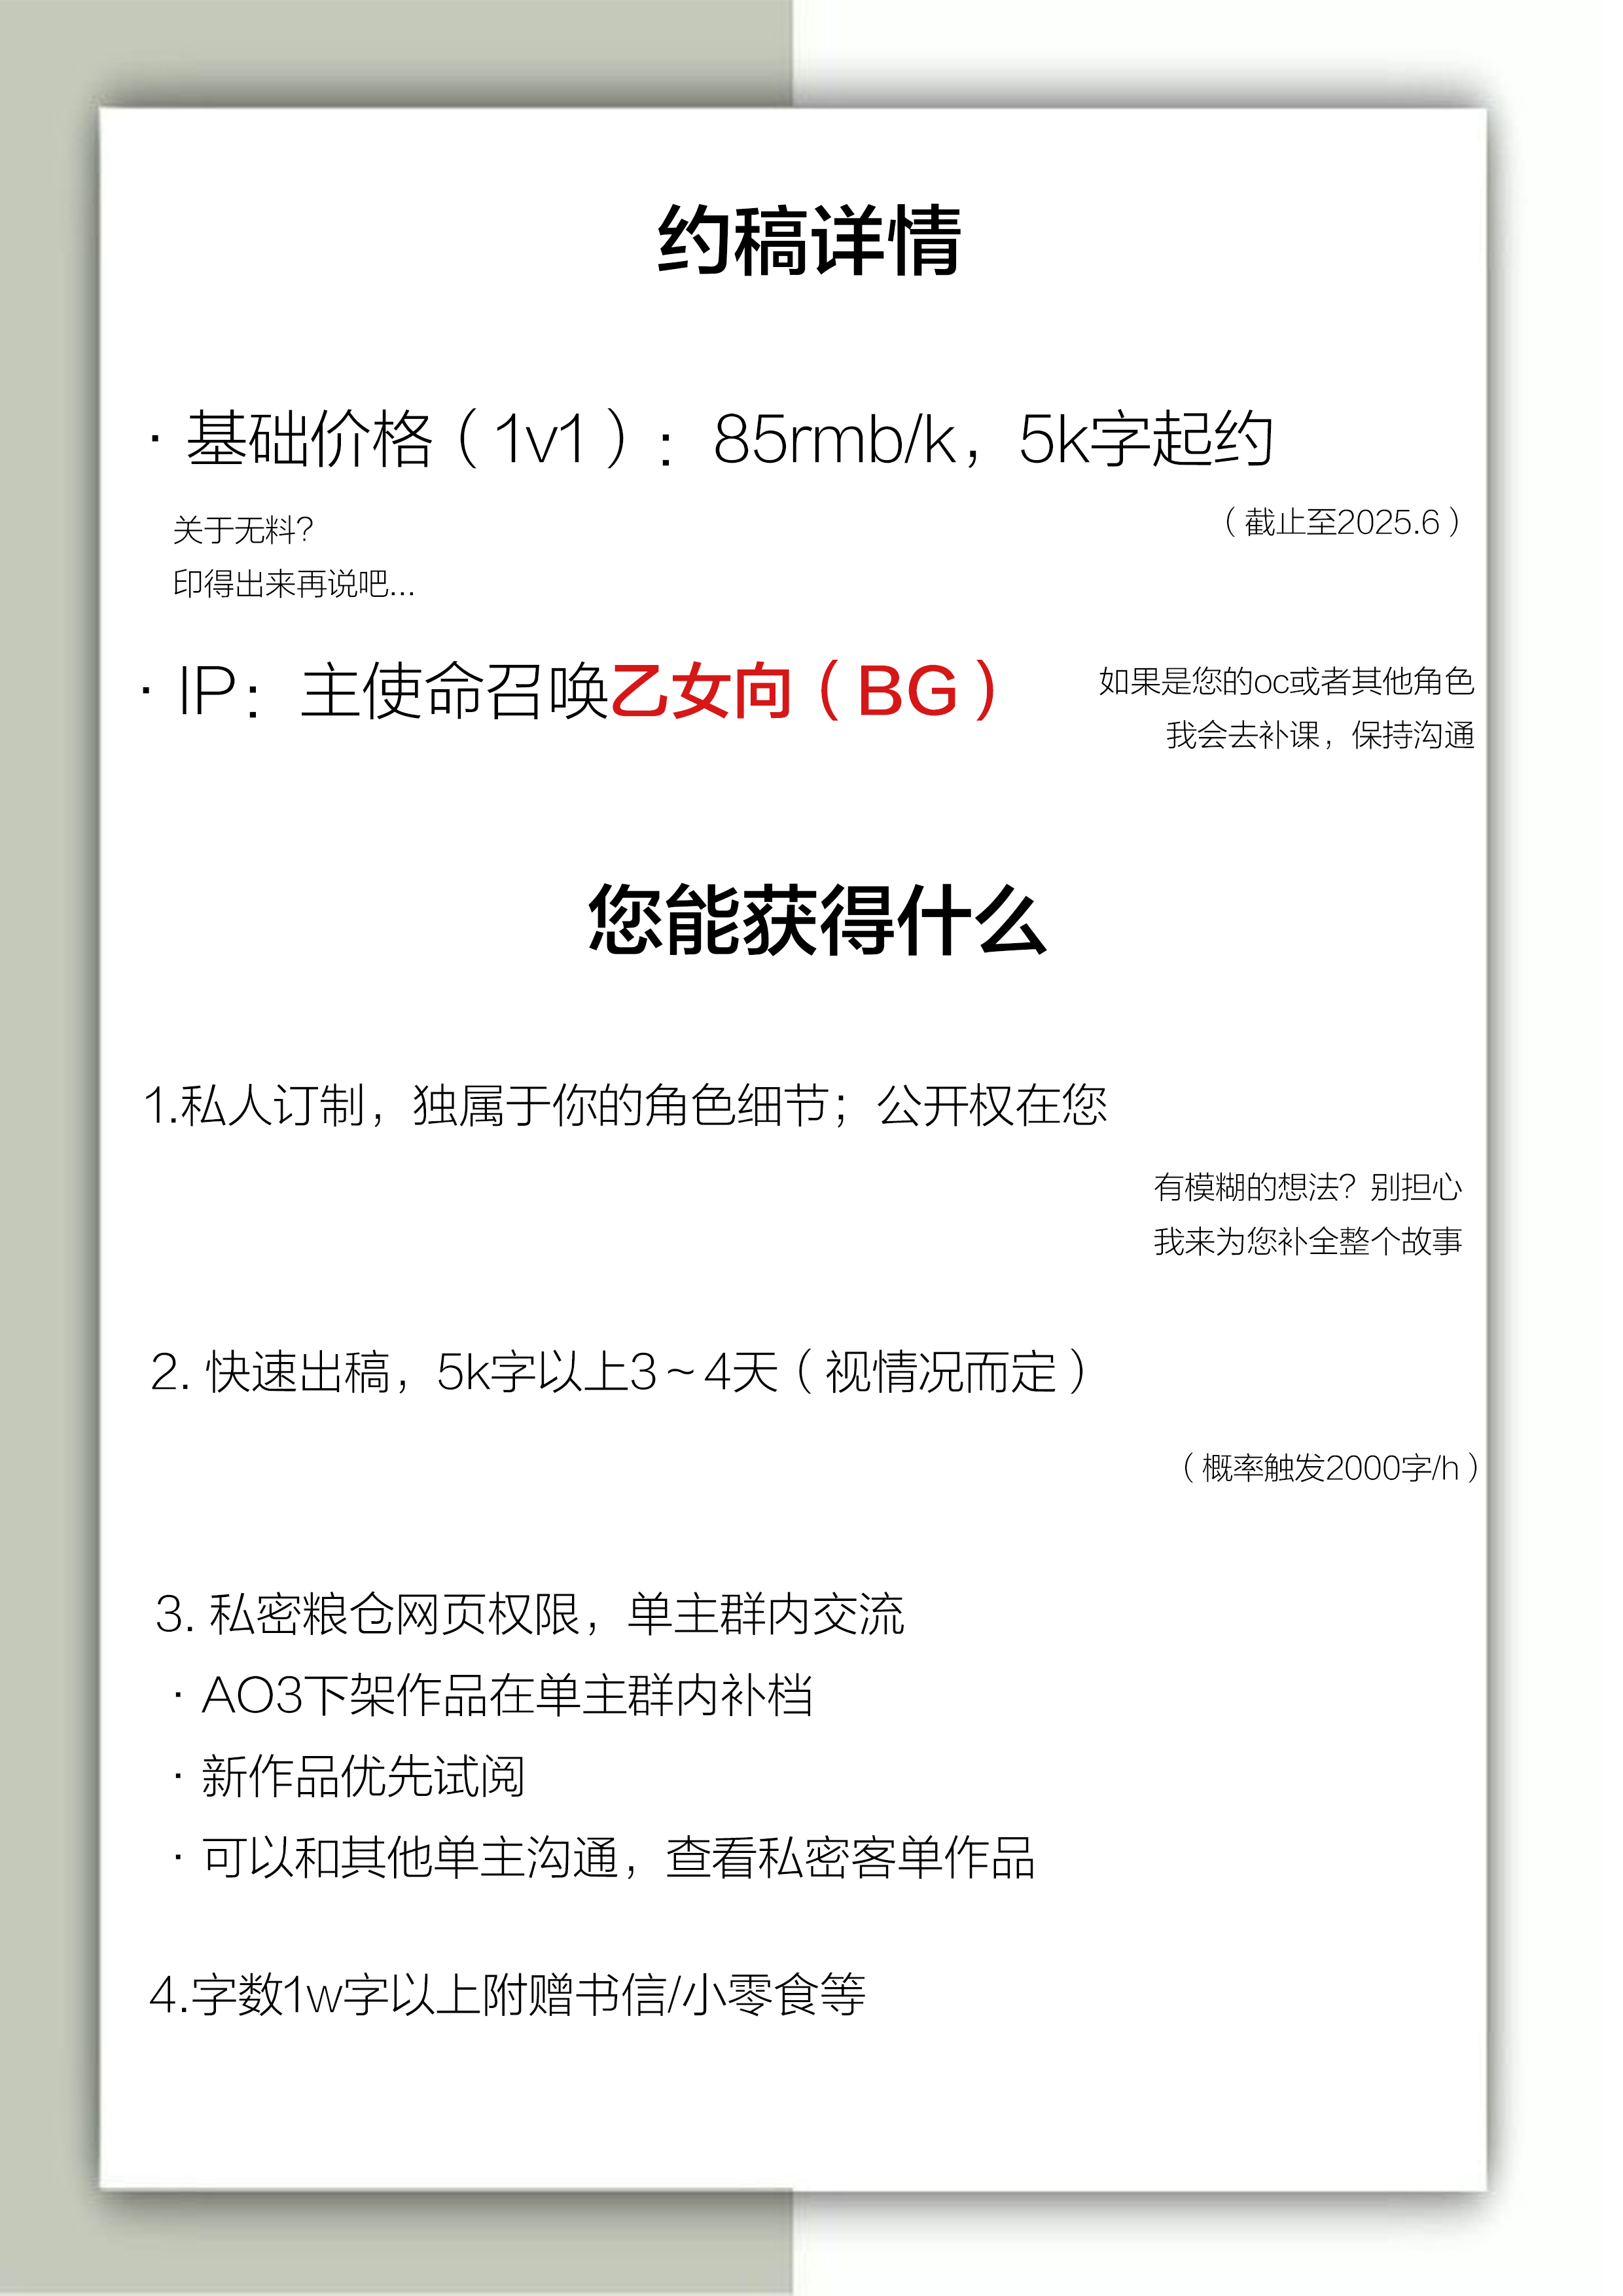 约稿详情
· 基础价格（1v1）：85rmb/k，5k字起约
（截止至2025.6）
关于无料？
印得出来再说吧...
· IP：主使命召唤乙女向（BG）
如果是您的oc或者其他角色
我会去补课，保持沟通
您能获得什么
1.私人订制，独属于你的角色细节；公开权在您
有模糊的想法？别担心
我来为您补全整个故事
2. 快速出稿，5k字以上3～4天（视情况而定）
（概率触发2000字/h）
3. 私密粮仓网页权限，单主群内交流
· AO3下架作品在单主群内补档
· 新作品优先试阅
· 可以和其他单主沟通，查看私密客单作品
4.字数1w字以上附赠书信/小零食等